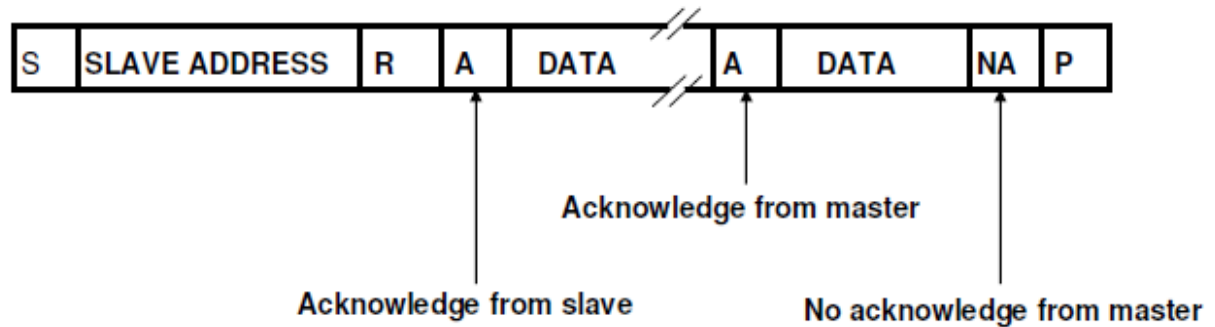 S SLAVE ADDRESS R A DATA A DATA NA P
Acknowledge from master
Acknowledge from slave
No acknowledge from master